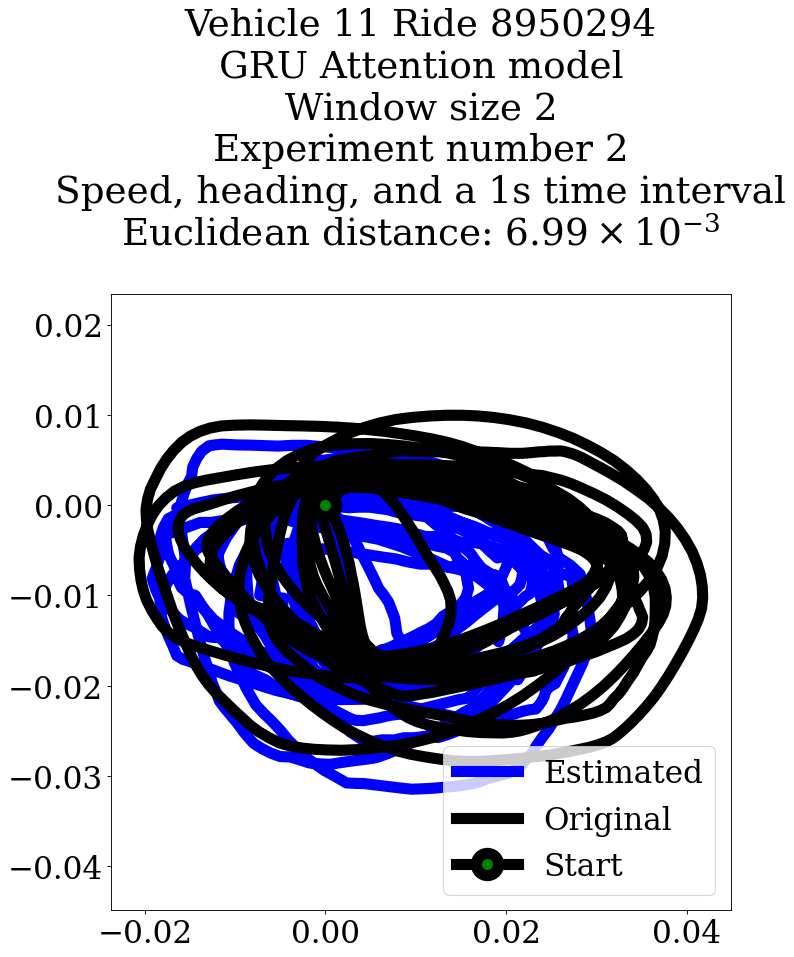 Vehicle 11 Ride 8950294
GRU Attention model
Window size 2
Experiment number 2
Speed, heading, and a 1s time interval
Euclidean distance: 6.99 × 10⁻³
0.02
0.01
0.00
−0.01
−0.02
−0.03
−0.04
Estimated
Original
Start
−0.02 0.00 0.02 0.04